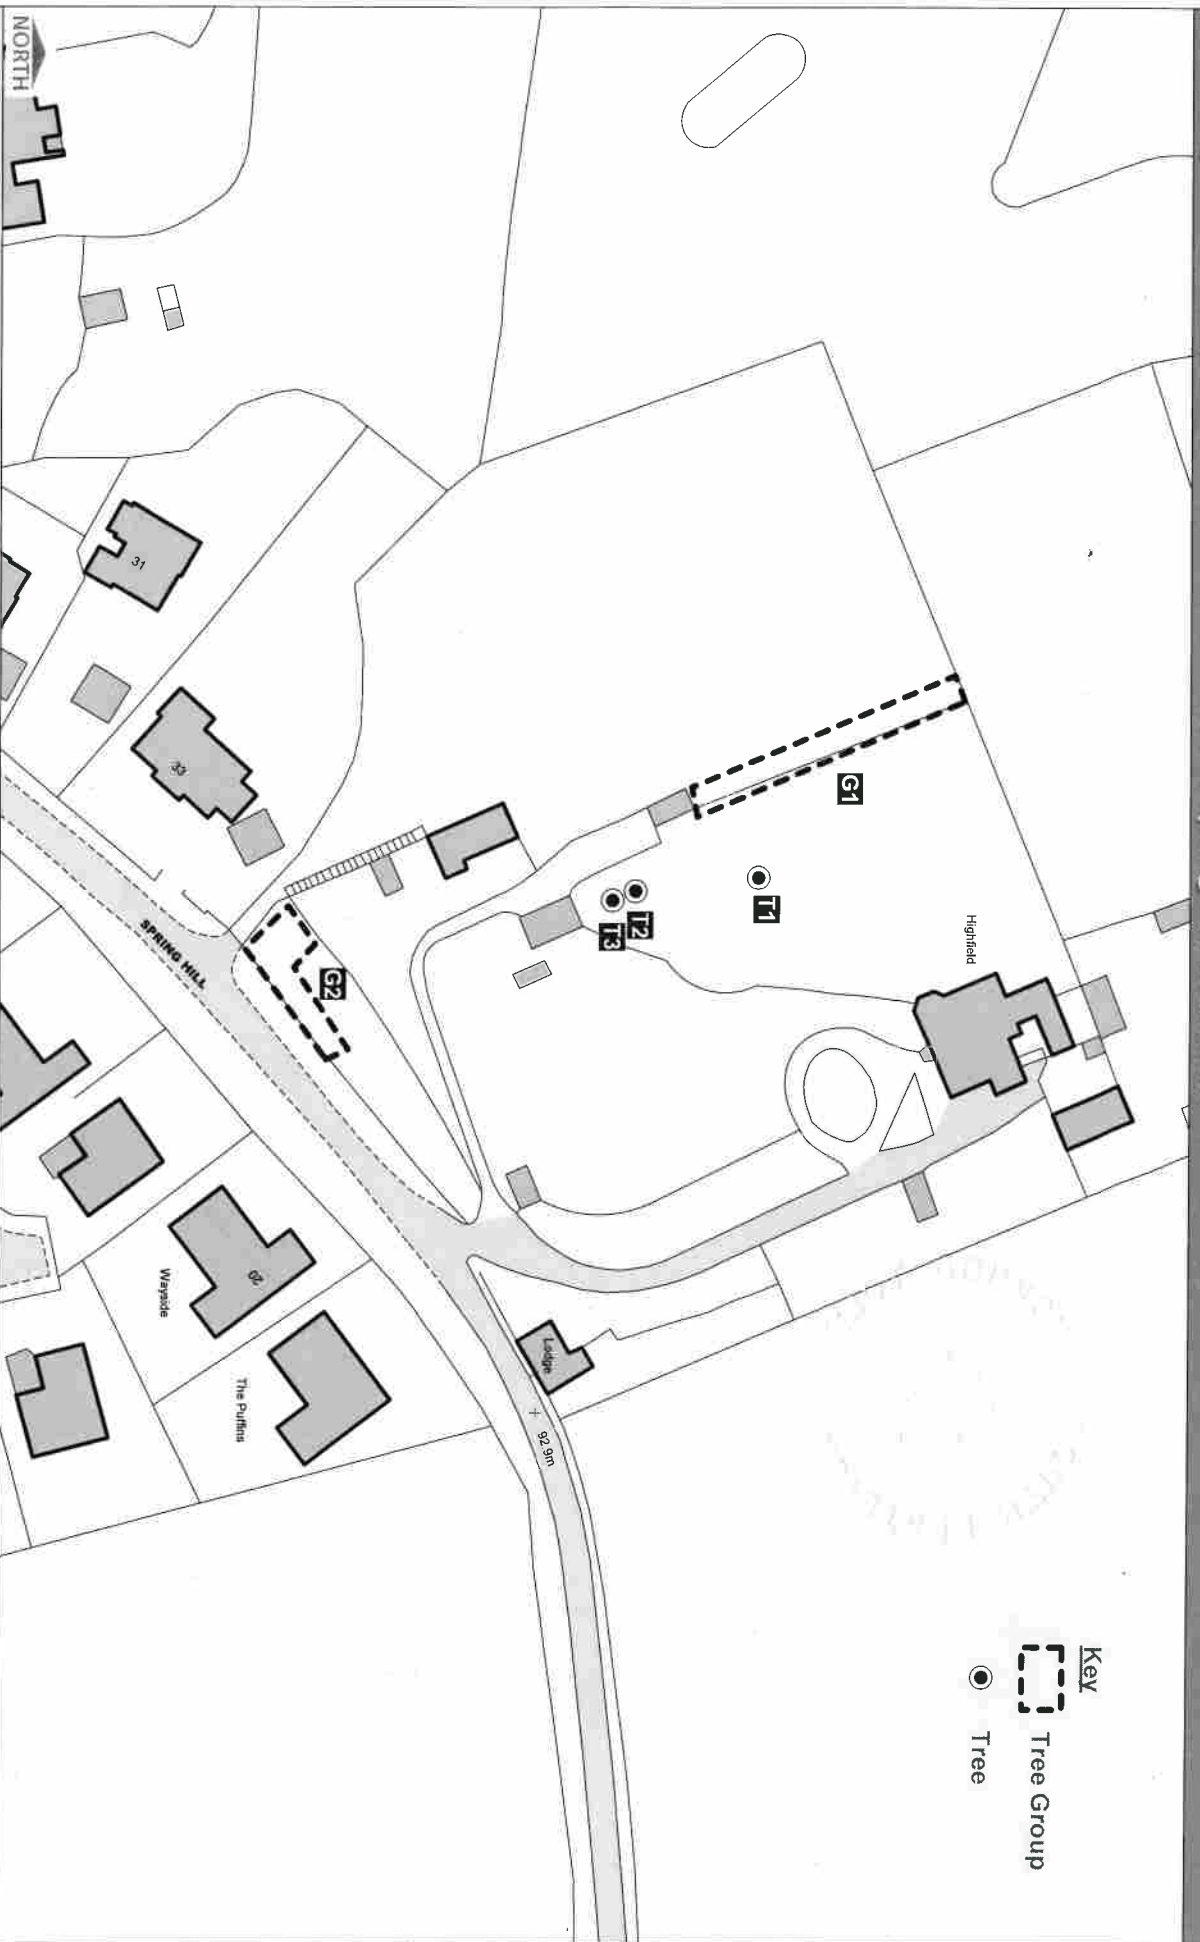 NORTH
Highfield
T1
G1
T2
T3
G2
SPRING HILL
31
33
Lodge
92.9m
20
Wayside
The Puffins
Key
Tree Group
Tree